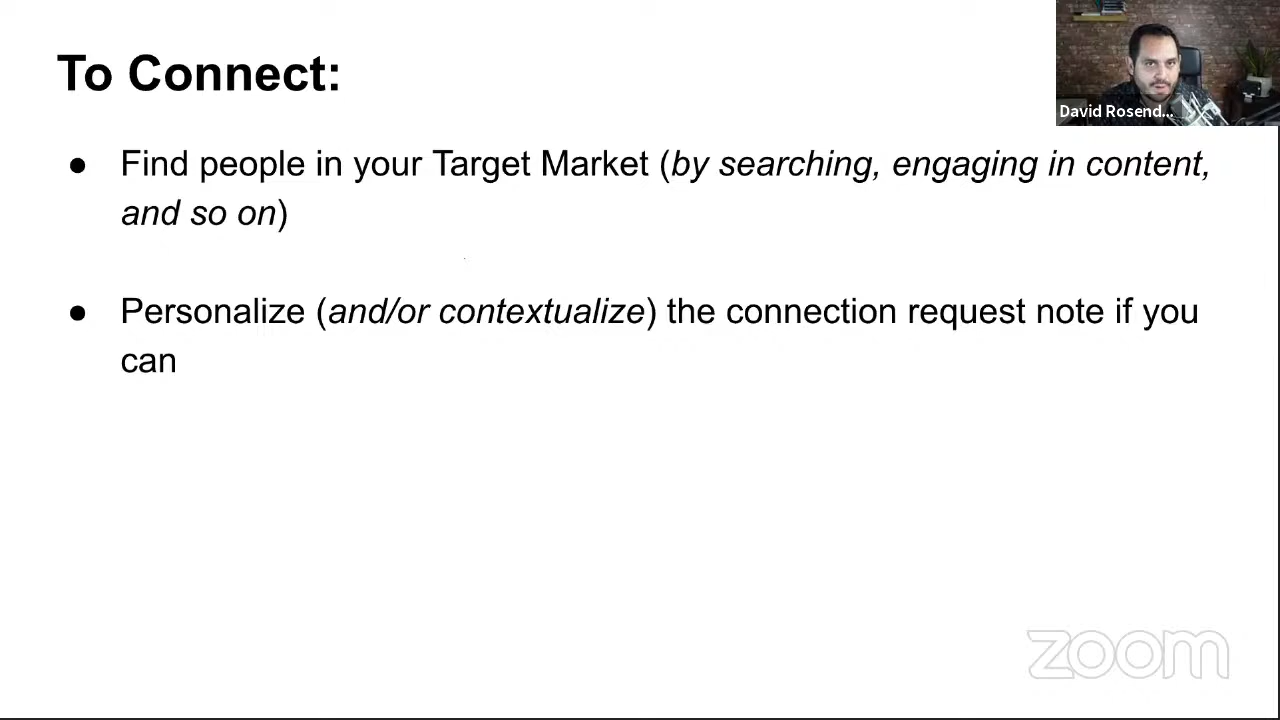 To Connect:
David Rosend...
● Find people in your Target Market (by searching, engaging in content,
and so on)
● Personalize (and/or contextualize) the connection request note if you
can
zoom